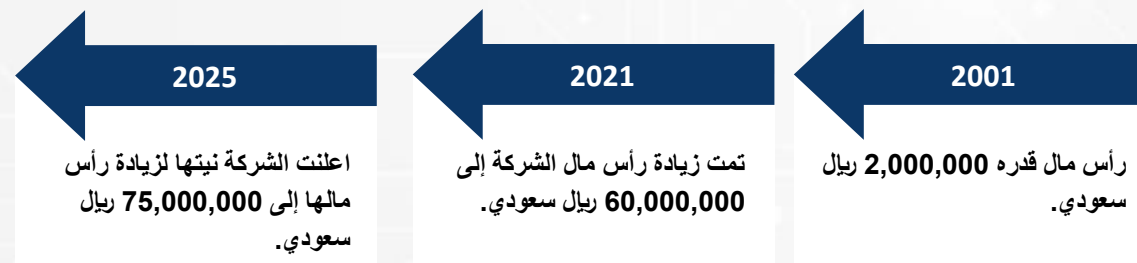 2001
رأس مال قدره 2,000,000 ريال
سعودي.
2021
تمت زيادة رأس مال الشركة إلى
60,000,000 ريال سعودي.
2025
اعلنت الشركة نيتها لزيادة رأس
مالها إلى 75,000,000 ريال
سعودي.